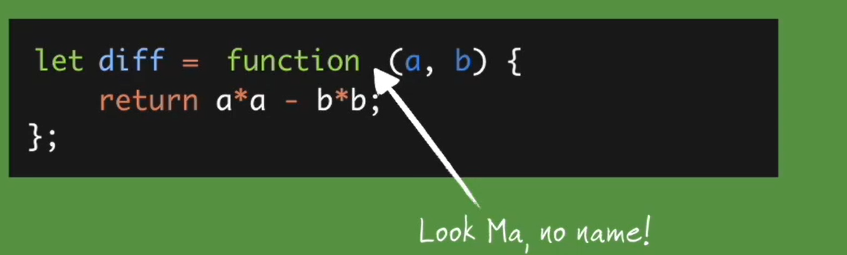 let diff = function (a, b) {
    return a*a - b*b;
};
Look Ma, no name!